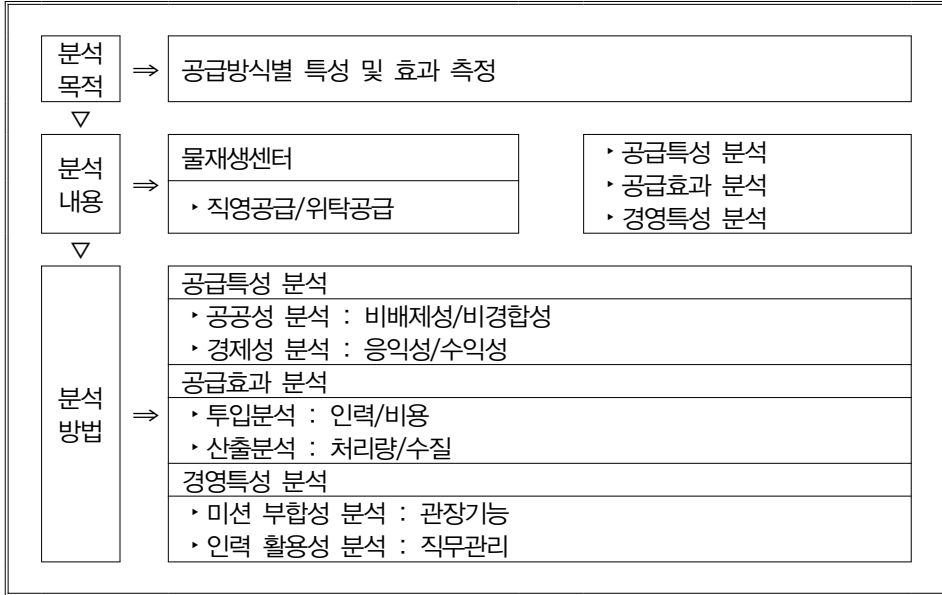 분석
목적
⇒
공급방식별 특성 및 효과 측정
▽
분석
내용
⇒
물재생센터
‣직영공급/위탁공급
‣공급특성 분석
‣공급효과 분석
‣경영특성 분석
▽
분석
방법
⇒
공급특성 분석
‣공공성 분석 : 비배제성/비경합성
‣경제성 분석 : 응익성/수익성
공급효과 분석
‣투입분석 : 인력/비용
‣산출분석 : 처리량/수질
경영특성 분석
‣미션 부합성 분석 : 관장기능
‣인력 활용성 분석 : 직무관리